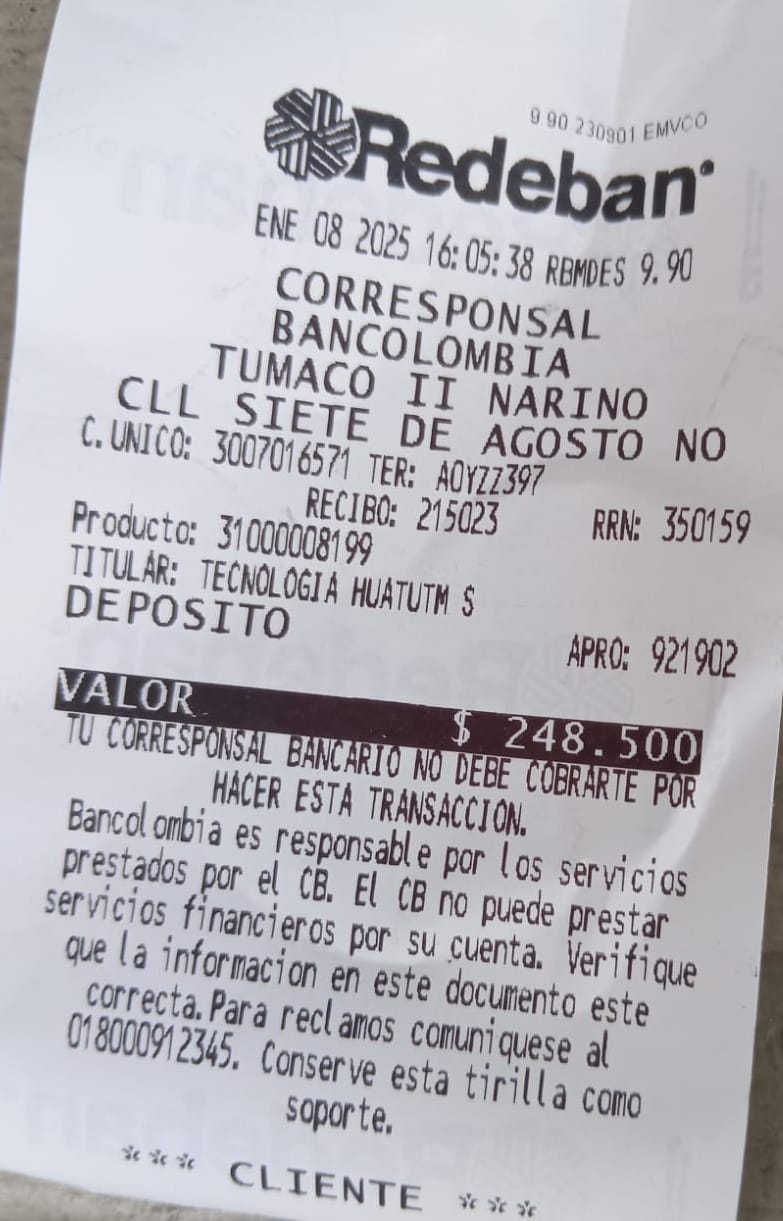 9 90 230901 EMVCO
Redeban
ENE 08 2025 16:05:38 RBMDES 9.90
CORRESPONSAL
BANCOLOMBIA
TUMACO II NARINO
CLL SIETE DE AGOSTO NO
C.UNICO: 3007016571 TER: AOYZZ397
RECIBO: 215023 RRN: 350159
Producto: 31000008199
TITULAR: TECNOLOGIA HUATUTM S
DEPOSITO
APRO: 921902
VALOR $ 248.500
TU CORRESPONSAL BANCARIO NO DEBE COBRARTE POR
HACER ESTA TRANSACCION.
Bancolombia es responsable por los servicios
prestados por el CB. El CB no puede prestar
servicios financieros por su cuenta. Verifique
que la informacion en este documento este
correcta.Para reclamos comuniquese al
018000912345. Conserve esta tirilla como
soporte.
*** CLIENTE ***